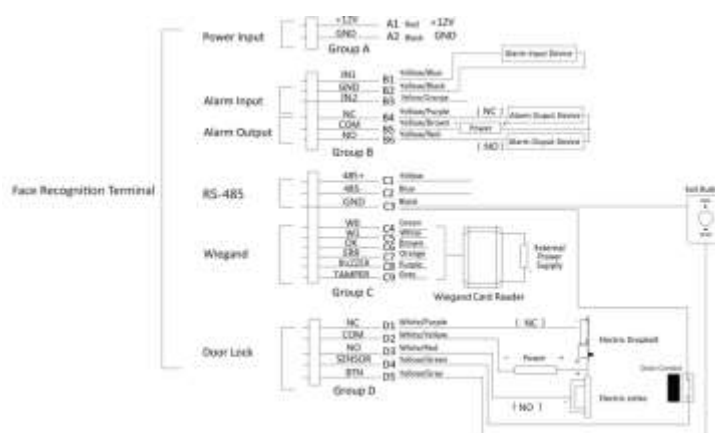 Face Recognition Terminal
Power Input
+12V A1 Red +12V
GND A2 Black GND
Group A
Alarm Input
Alarm Output
IN1 B1 Yellow/Blue
GND B2 Yellow/Black
IN2 B3 Yellow/Orange
NC B4 Yellow/Purple
COM B5 Yellow/Brown
NO B6 Yellow/Red
Group B
Alarm Input Device
( NC ) Alarm Ouput Device
Power
( NO ) Alarm Ouput Device
RS-485
485+ C1 Yellow
485- C2 Blue
GND C3 Black
Wiegand
W0 C4 Green
W1 C5 White
OK C6 Brown
ERR C7 Orange
BUZZER C8 Purple
TAMPER C9 Gray
Group C
Wiegand Card Reader
External
Power
Supply
Door Lock
NC D1 White/Purple
COM D2 White/Yellow
NO D3 White/Red
SENSOR D4 Yellow/Green
BTN D5 Yellow/Gray
Group D
( NC )
- Power +
( NO )
Electric Dropbolt
Electric strike
Door Contact